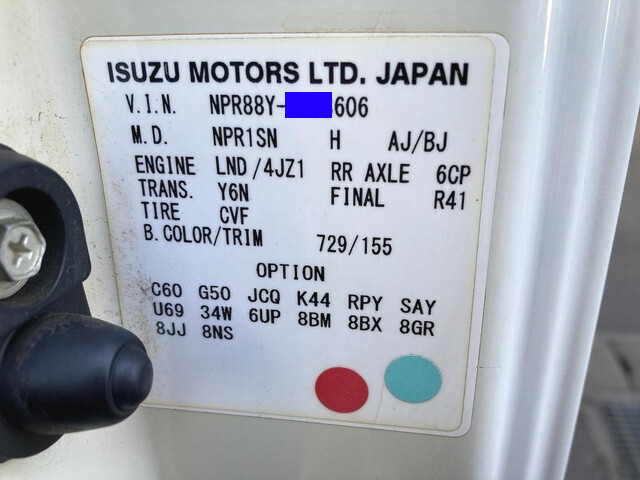 ISUZU MOTORS LTD. JAPAN
V.I.N. NPR88Y- 606
M.D. NPR1SN H AJ/BJ
ENGINE LND/4JZ1 RR AXLE 6CP
TRANS. Y6N FINAL R41
TIRE CVF
B.COLOR/TRIM 729/155
OPTION
C60 G50 JCQ K44 RPY SAY
U69 34W 6UP 8BM 8BX 8GR
8JJ 8NS